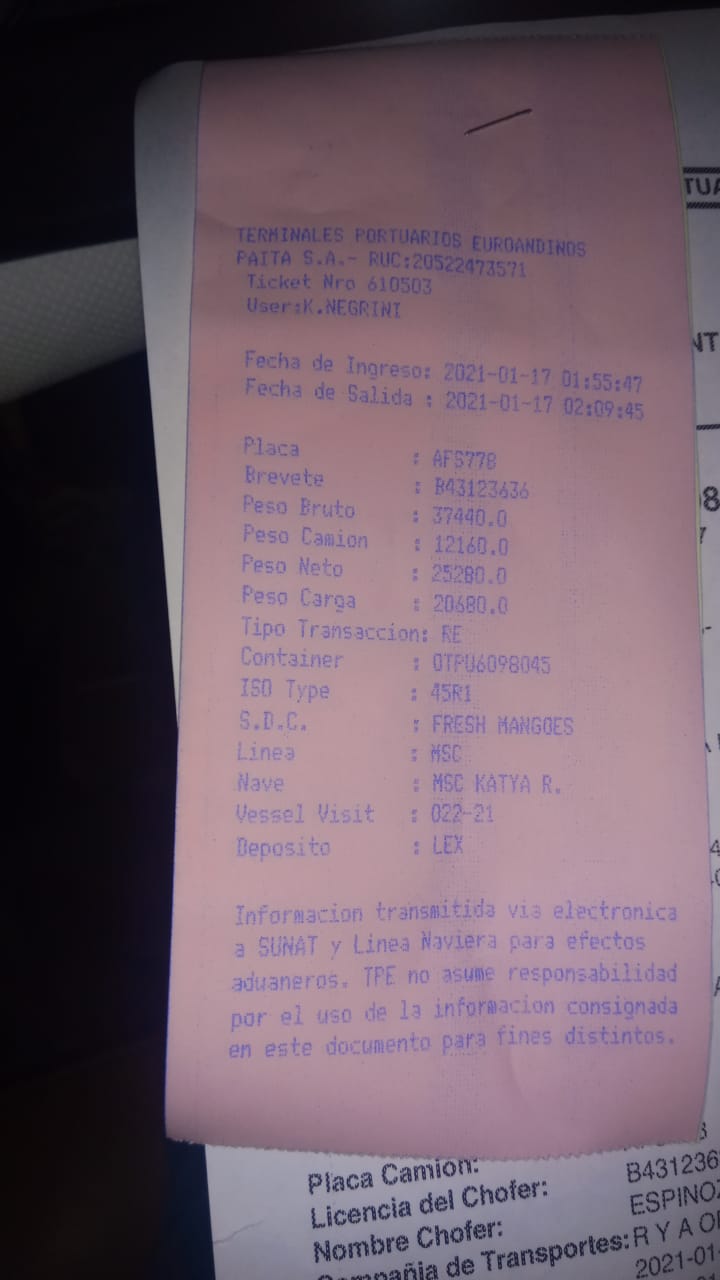 TERMINALES PORTUARIOS EUROANDINOS
PAITA S.A.- RUC:20522473571
Ticket Nro 610503
User:K.NEGRINI
Fecha de Ingreso: 2021-01-17 01:55:47
Fecha de Salida : 2021-01-17 02:09:45
Placa : AFS778
Brevete : B43123636
Peso Bruto : 37440.0
Peso Camion : 12160.0
Peso Neto : 25280.0
Peso Carga : 20680.0
Tipo Transaccion: RE
Container : OTPU6098045
ISO Type : 45R1
S.D.C. : FRESH MANGOES
Linea : MSC
Nave : MSC KATYA R.
Vessel Visit : 022-21
Deposito : LEX
Informacion transmitida via electronica
a SUNAT y Linea Naviera para efectos
aduaneros. TPE no asume responsabilidad
por el uso de la informacion consignada
en este documento para fines distintos.
Placa Camion:
Licencia del Chofer: B431236
Nombre Chofer: ESPINOZ
Compañia de Transportes: R Y A
2021-01